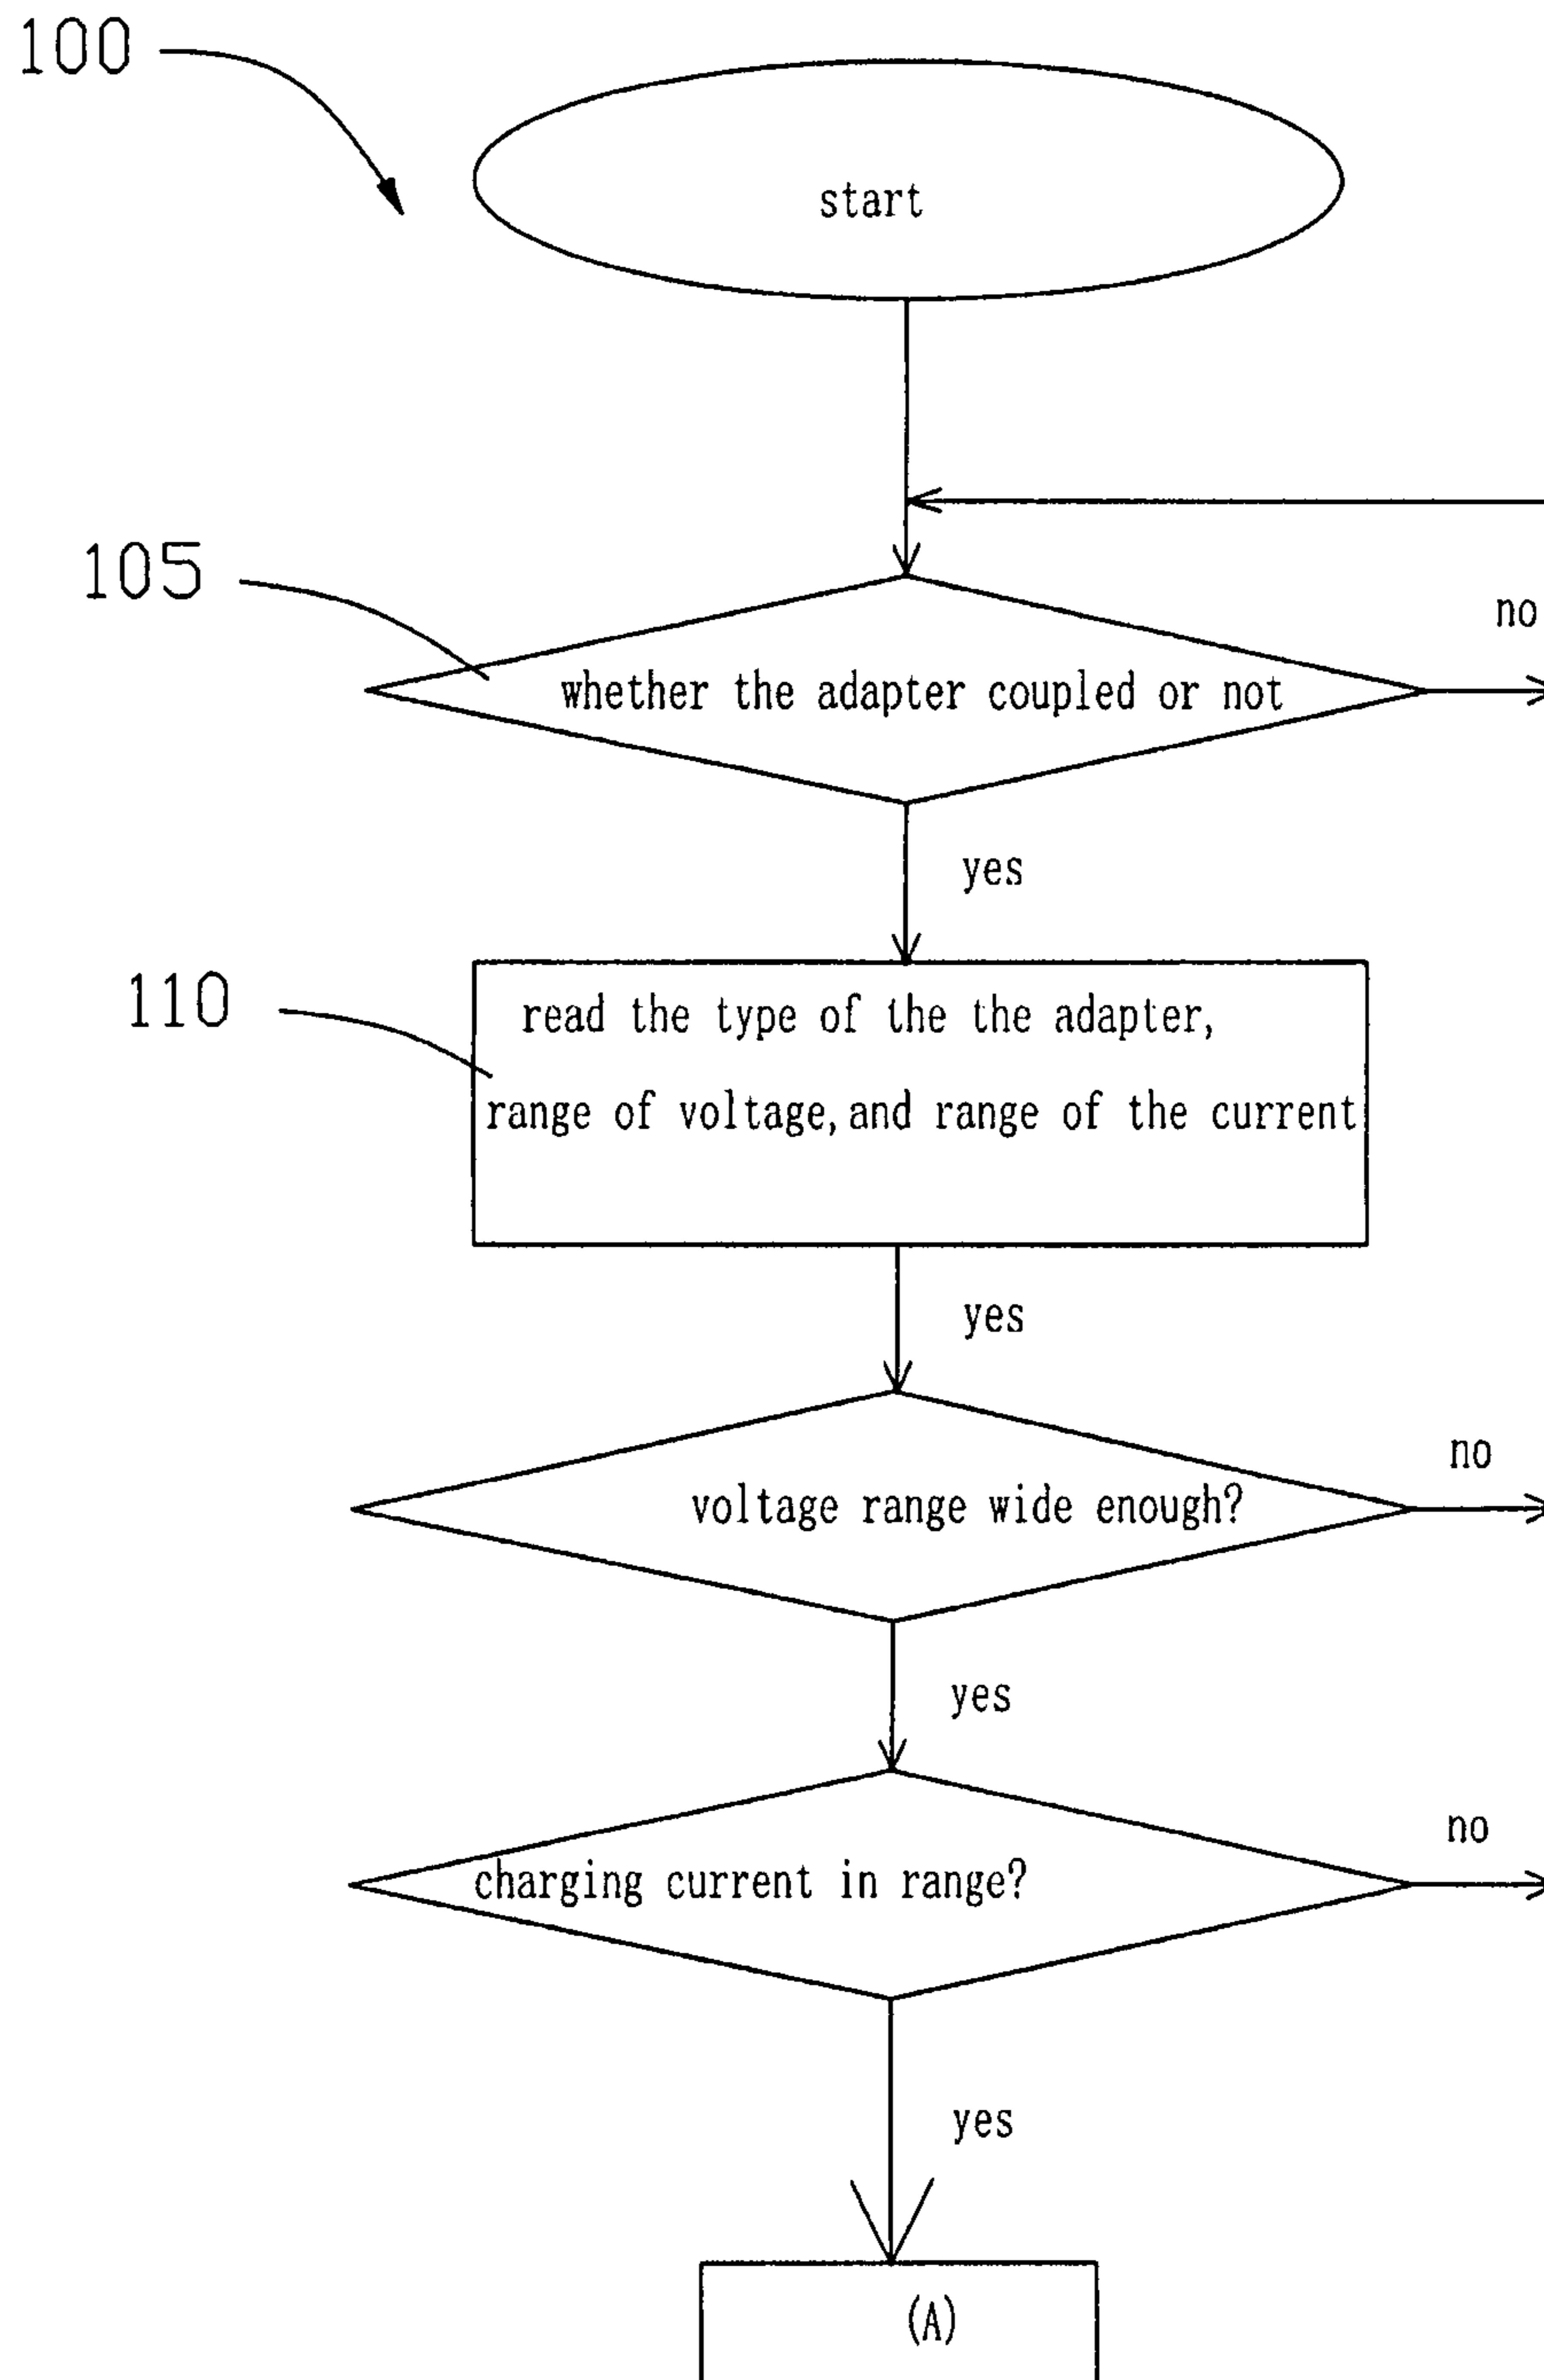 100
start
105
no
whether the adapter coupled or not
yes
110
read the type of the the adapter,
range of voltage, and range of the current
yes
no
voltage range wide enough?
yes
no
charging current in range?
yes
(A)